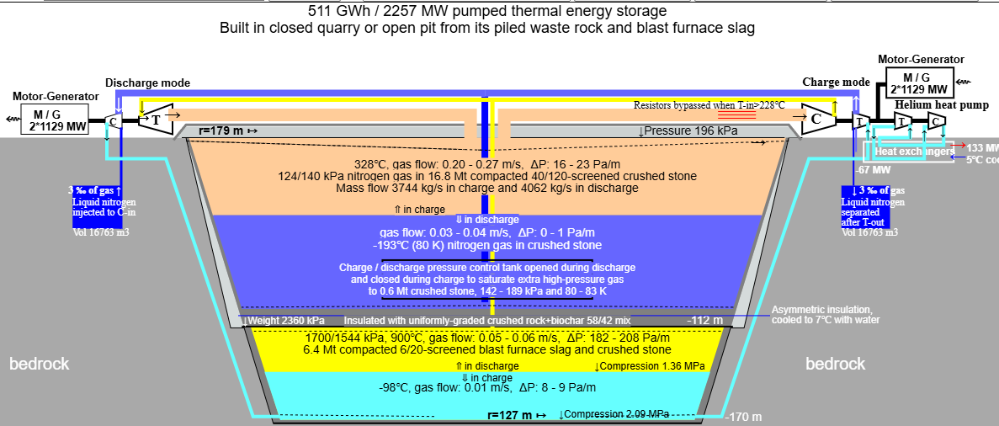 511 GWh / 2257 MW pumped thermal energy storage
Built in closed quarry or open pit from its piled waste rock and blast furnace slag
Motor-Generator
Discharge mode
Charge mode
Motor-Generator
M / G
2*1129 MW
M / G
2*1129 MW
C
T
Resistors bypassed when T-in>228℃
C
T
Helium heat pump
T
C
r=179 m ↦
↓Pressure 196 kPa
Heat exchangers
133 MW
5℃ coo
-67 MW
328℃, gas flow: 0.20 - 0.27 m/s, ΔP: 16 - 23 Pa/m
124/140 kPa nitrogen gas in 16.8 Mt compacted 40/120-screened crushed stone
Mass flow 3744 kg/s in charge and 4062 kg/s in discharge
⇑ in charge
⇓ in discharge
3 ‰ of gas ↑
Liquid nitrogen
injected to C-in
Vol 16763 m3
↓ 3 ‰ of gas
Liquid nitrogen
separated
after T-out
Vol 16763 m3
gas flow: 0.03 - 0.04 m/s, ΔP: 0 - 1 Pa/m
-193℃ (80 K) nitrogen gas in crushed stone
Charge / discharge pressure control tank opened during discharge
and closed during charge to saturate extra high-pressure gas
to 0.6 Mt crushed stone, 142 - 189 kPa and 80 - 83 K
↓Weight 2360 kPa
Insulated with uniformly-graded crushed rock+biochar 58/42 mix
-112 m
Asymmetric insulation,
cooled to 7℃ with water
1700/1544 kPa, 900℃, gas flow: 0.05 - 0.06 m/s, ΔP: 182 - 208 Pa/m
6.4 Mt compacted 6/20-screened blast furnace slag and crushed stone
⇑ in discharge
↓Compression 1.36 MPa
⇓ in charge
bedrock
bedrock
-98℃, gas flow: 0.01 m/s, ΔP: 8 - 9 Pa/m
r=127 m ↦
↓Compression 2.09 MPa
-170 m